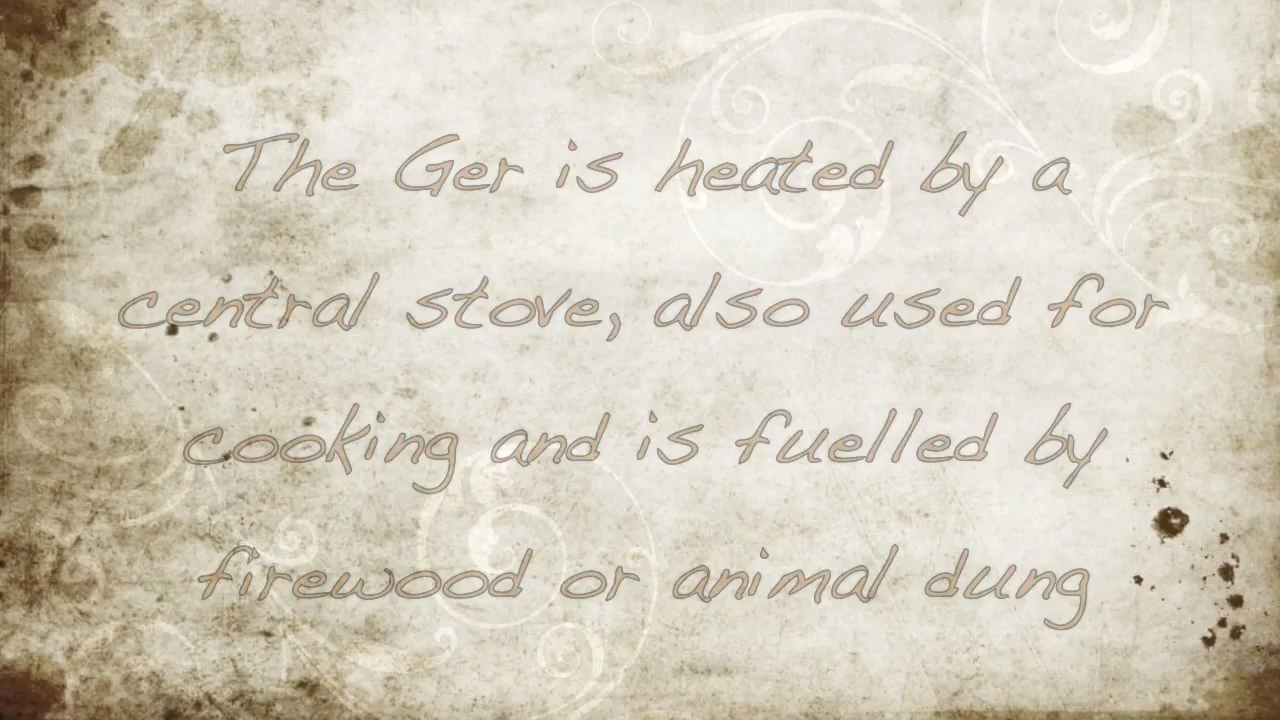 The Ger is heated by a
central stove, also used for
cooking and is fuelled by
firewood or animal dung